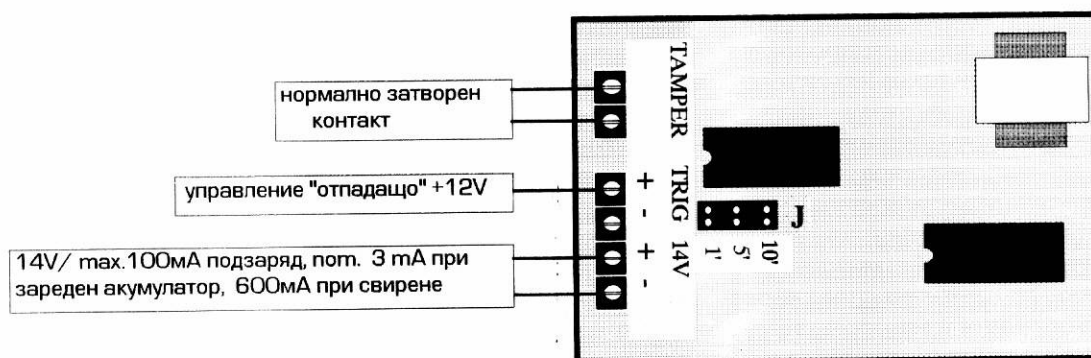 нормално затворен
контакт
управление "отпадащо" +12V
14V/ max.100мА подзаряд, пот. 3 mA при
зареден акумулатор, 600мА при свирене
TAMPER
+ TRIG
-
+ 14V
-
J
1' 5' 10'